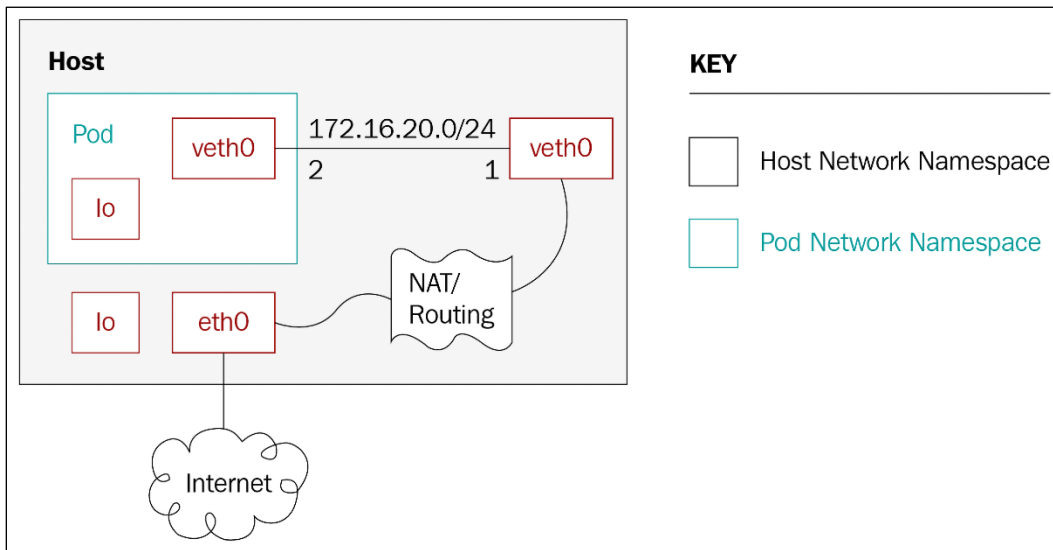 Host
KEY
Pod
veth0
172.16.20.0/24
veth0
2
1
lo
Host Network Namespace
Pod Network Namespace
lo
eth0
NAT/
Routing
Internet